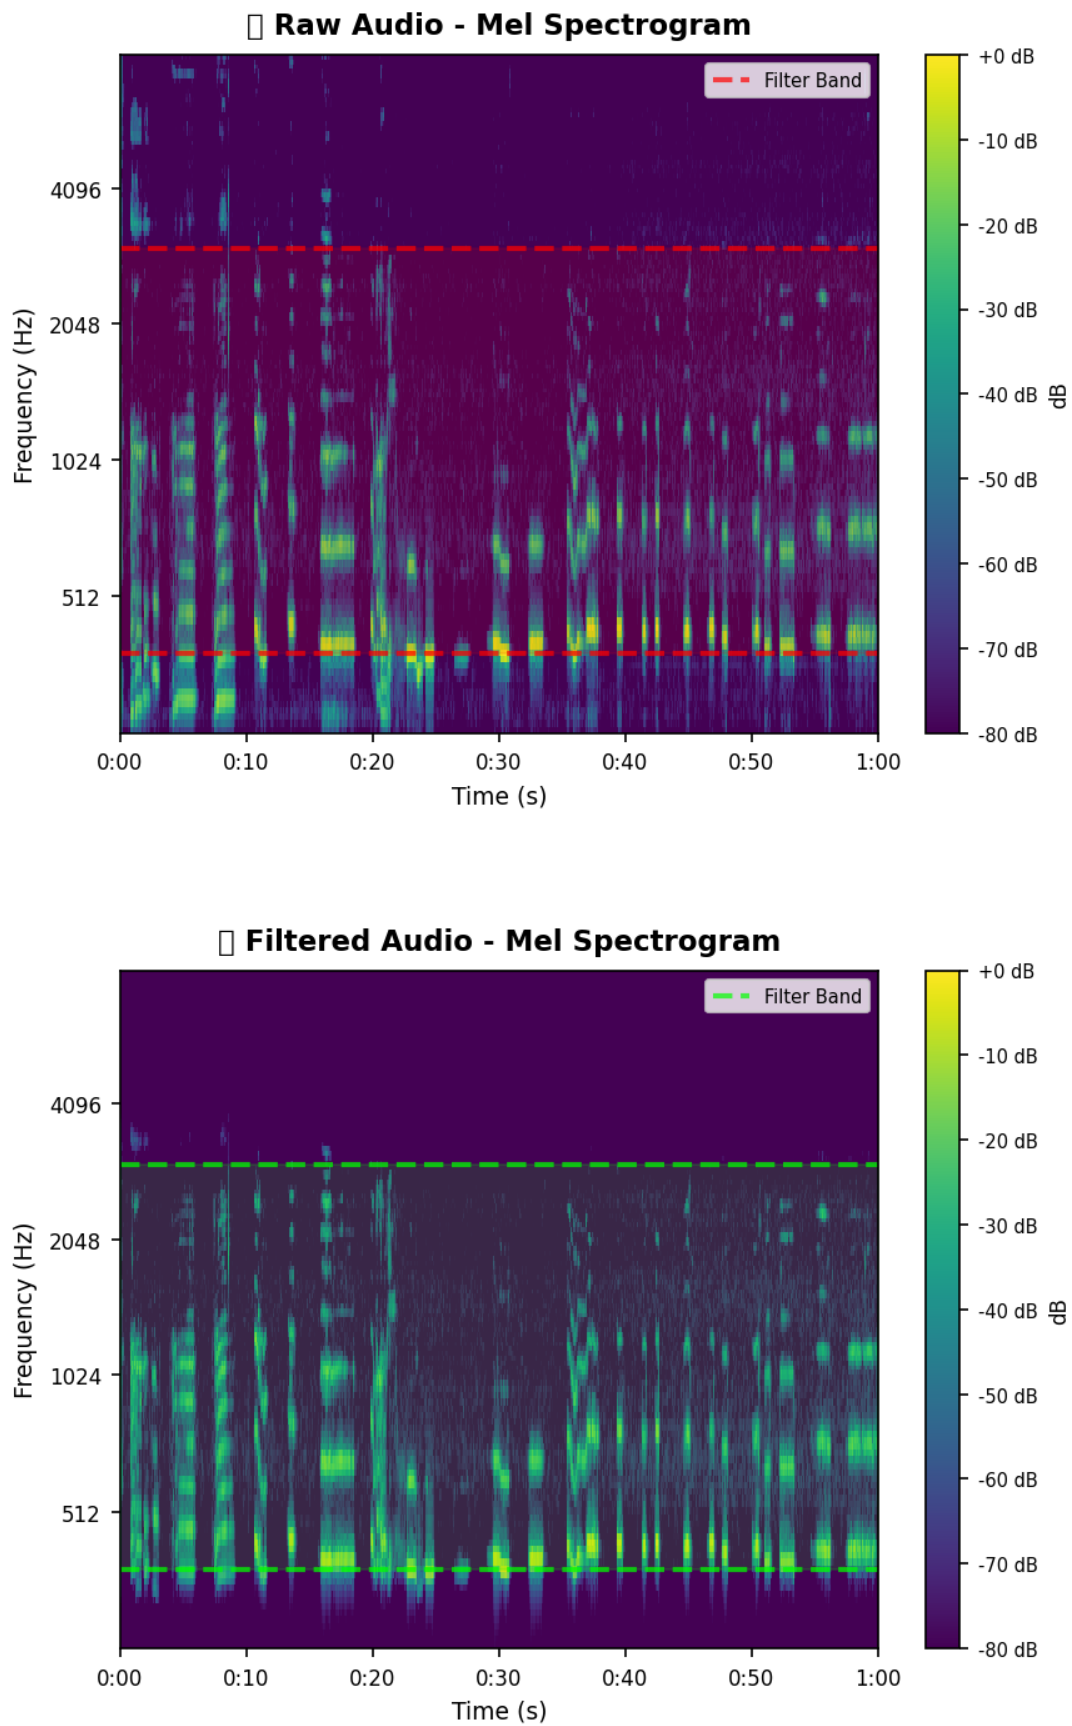 ▯ Raw Audio - Mel Spectrogram
Filter Band
Frequency (Hz)
4096
2048
1024
512
0:00 0:10 0:20 0:30 0:40 0:50 1:00
Time (s)
+0 dB
-10 dB
-20 dB
-30 dB
-40 dB
-50 dB
-60 dB
-70 dB
-80 dB
dB
▯ Filtered Audio - Mel Spectrogram
Filter Band
Frequency (Hz)
4096
2048
1024
512
0:00 0:10 0:20 0:30 0:40 0:50 1:00
Time (s)
+0 dB
-10 dB
-20 dB
-30 dB
-40 dB
-50 dB
-60 dB
-70 dB
-80 dB
dB